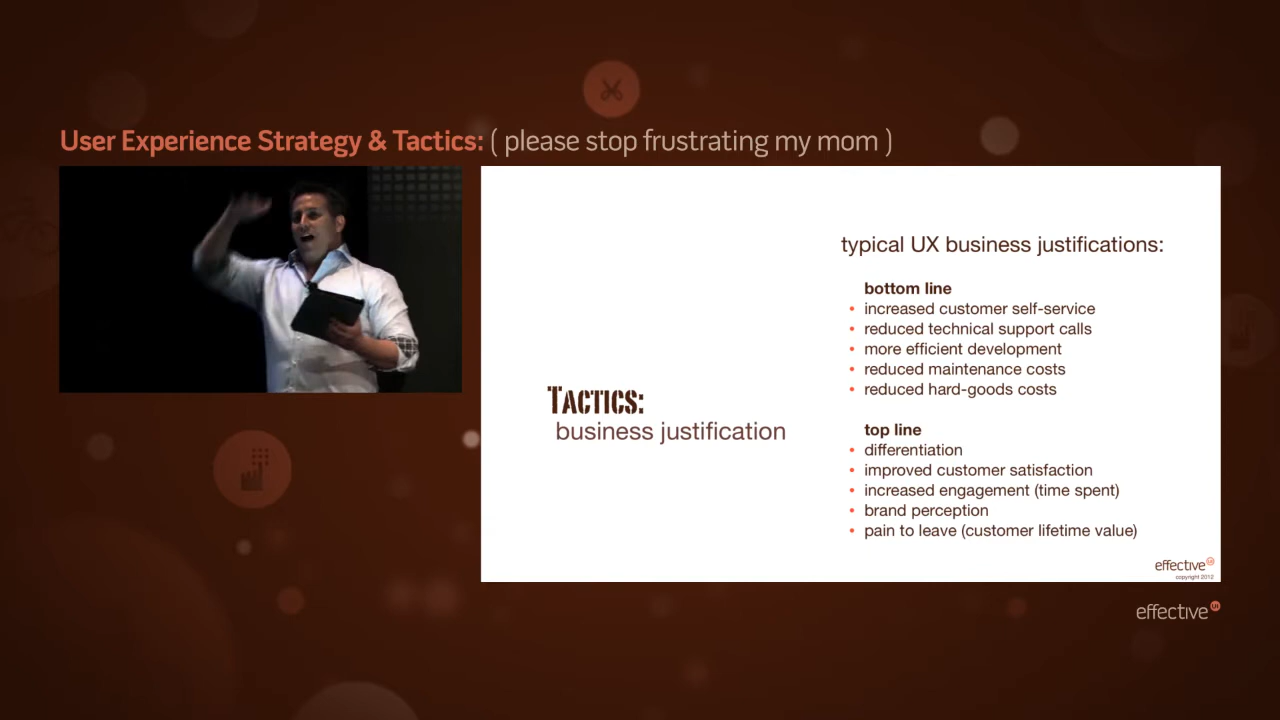 User Experience Strategy & Tactics: ( please stop frustrating my mom )
typical UX business justifications:
bottom line
• increased customer self-service
• reduced technical support calls
• more efficient development
• reduced maintenance costs
• reduced hard-goods costs
Tactics:
business justification
top line
• differentiation
• improved customer satisfaction
• increased engagement (time spent)
• brand perception
• pain to leave (customer lifetime value)
effective UI
copyright 2012
effective UI